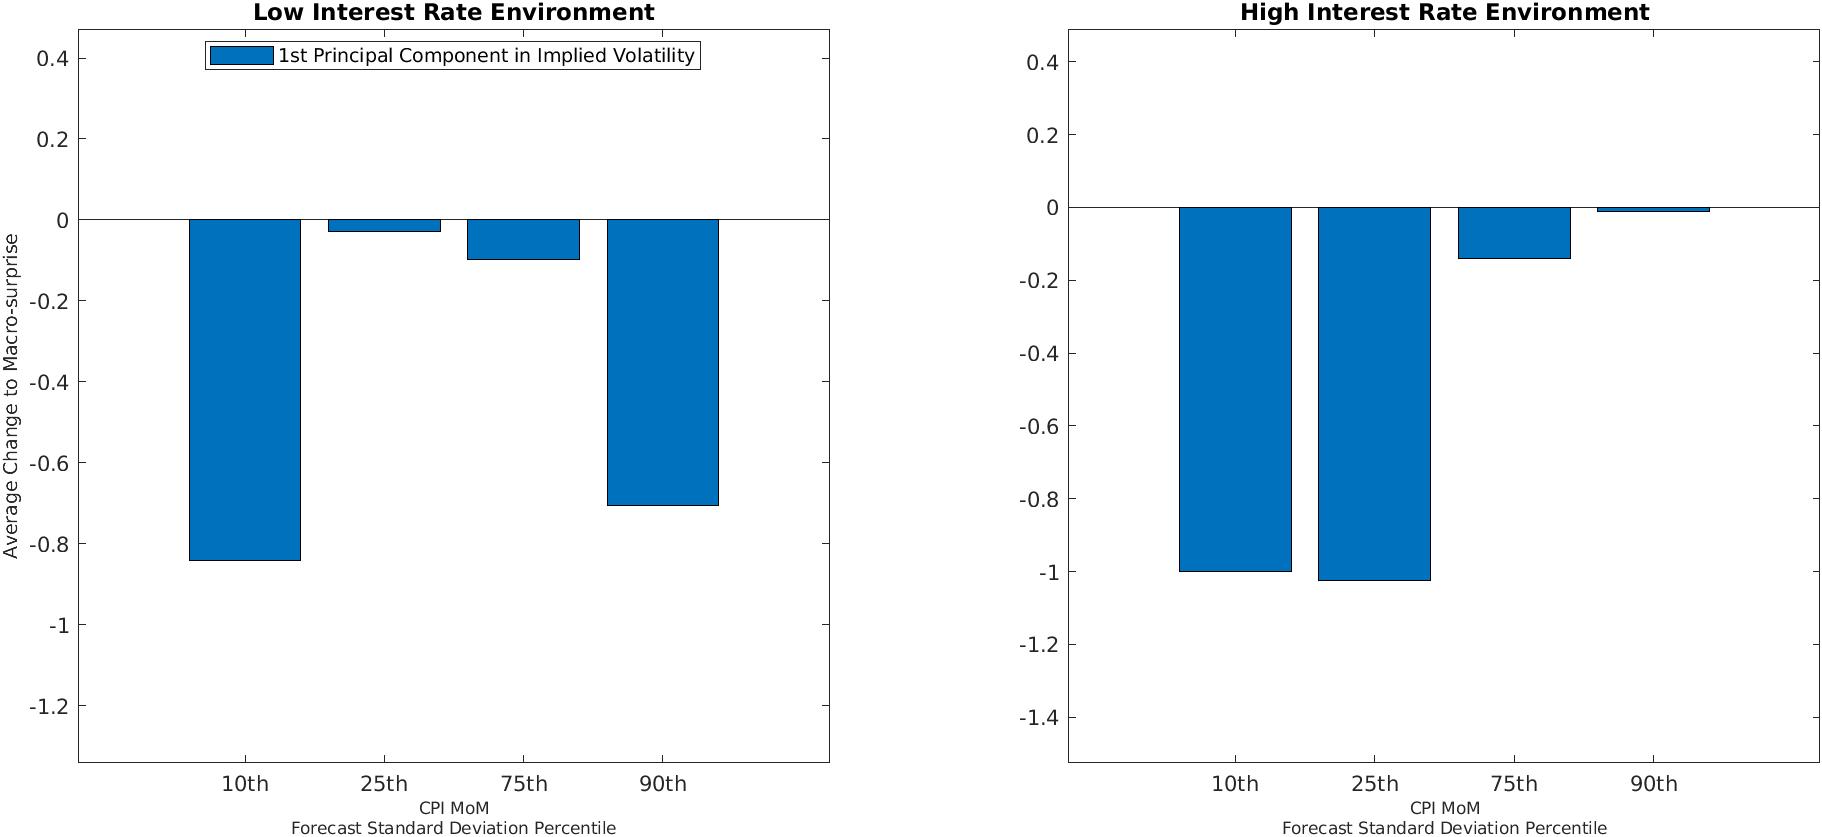 Low Interest Rate Environment
1st Principal Component in Implied Volatility
Average Change to Macro-surprise
0.4
0.2
0
-0.2
-0.4
-0.6
-0.8
-1
-1.2
10th 25th 75th 90th
CPI MoM
Forecast Standard Deviation Percentile
High Interest Rate Environment
0.4
0.2
0
-0.2
-0.4
-0.6
-0.8
-1
-1.2
-1.4
10th 25th 75th 90th
CPI MoM
Forecast Standard Deviation Percentile